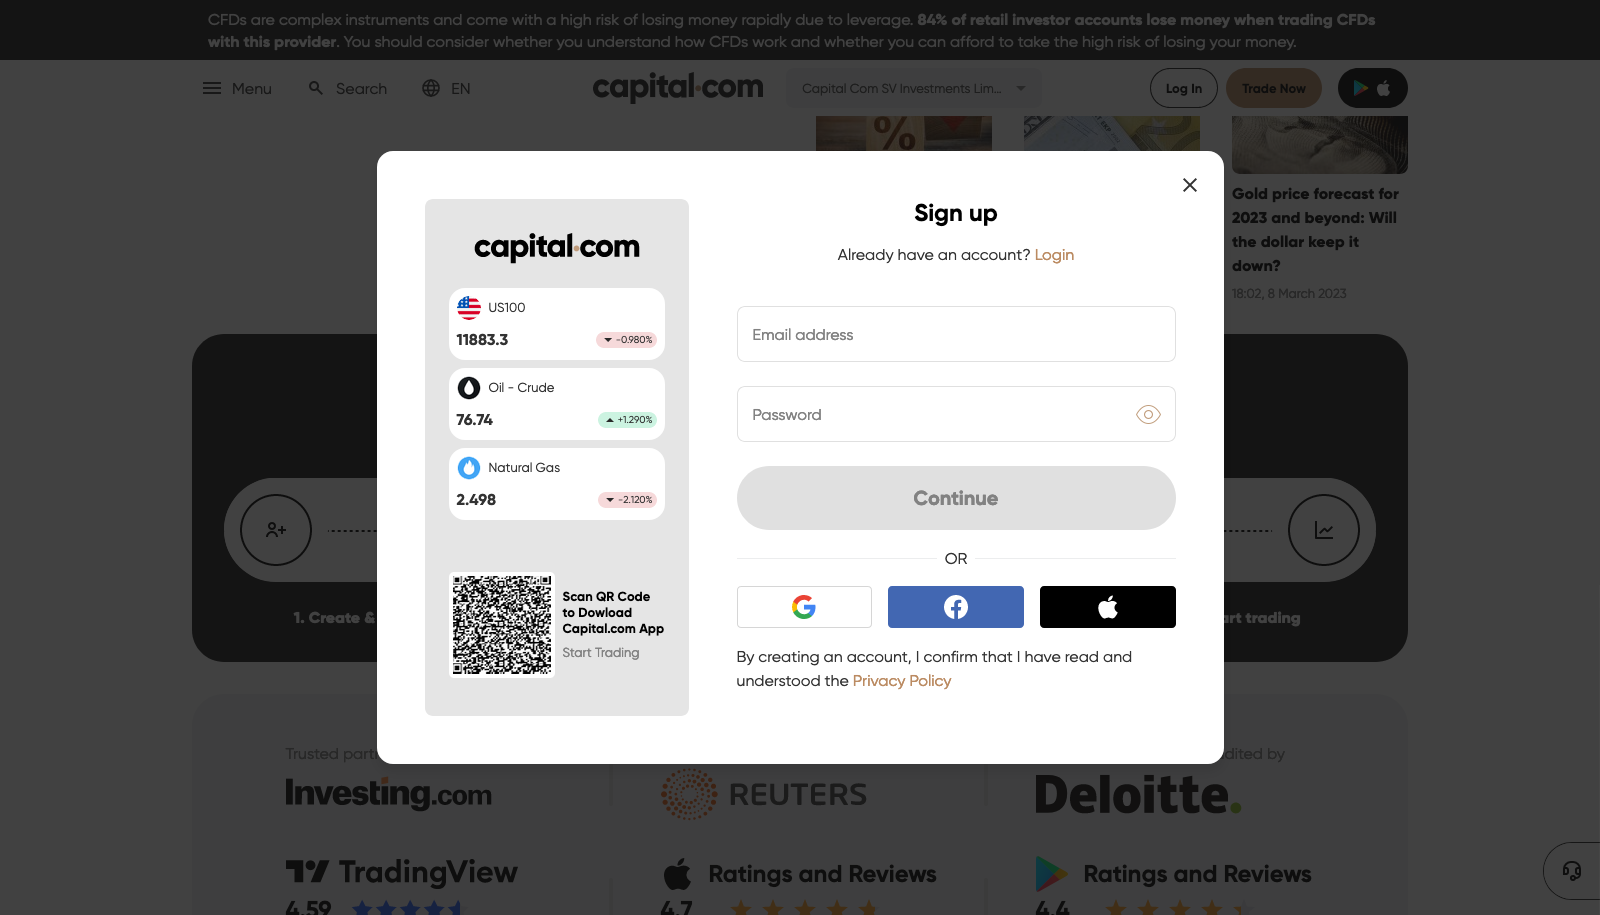 CFDs are complex instruments and come with a high risk of losing money rapidly due to leverage. 84% of retail investor accounts lose money when trading CFDs
with this provider. You should consider whether you understand how CFDs work and whether you can afford to take the high risk of losing your money.
Menu
Search
EN
capital.com
Capital Com SV Investments Lim...
Log In
Trade Now
Gold price forecast for
2023 and beyond: Will
the dollar keep it
down?
18:02, 8 March 2023
capital.com
US100
11883.3
-0.980%
Oil - Crude
76.74
+1.290%
Natural Gas
2.498
-2.120%
Scan QR Code
to Dowload
Capital.com App
Start Trading
Sign up
Already have an account? Login
Email address
Password
Continue
OR
By creating an account, I confirm that I have read and
understood the Privacy Policy
1. Create &
art trading
Trusted part
dited by
Investing.com
REUTERS
Deloitte.
TradingView
Ratings and Reviews
Ratings and Reviews
4.59
4.7
4.4